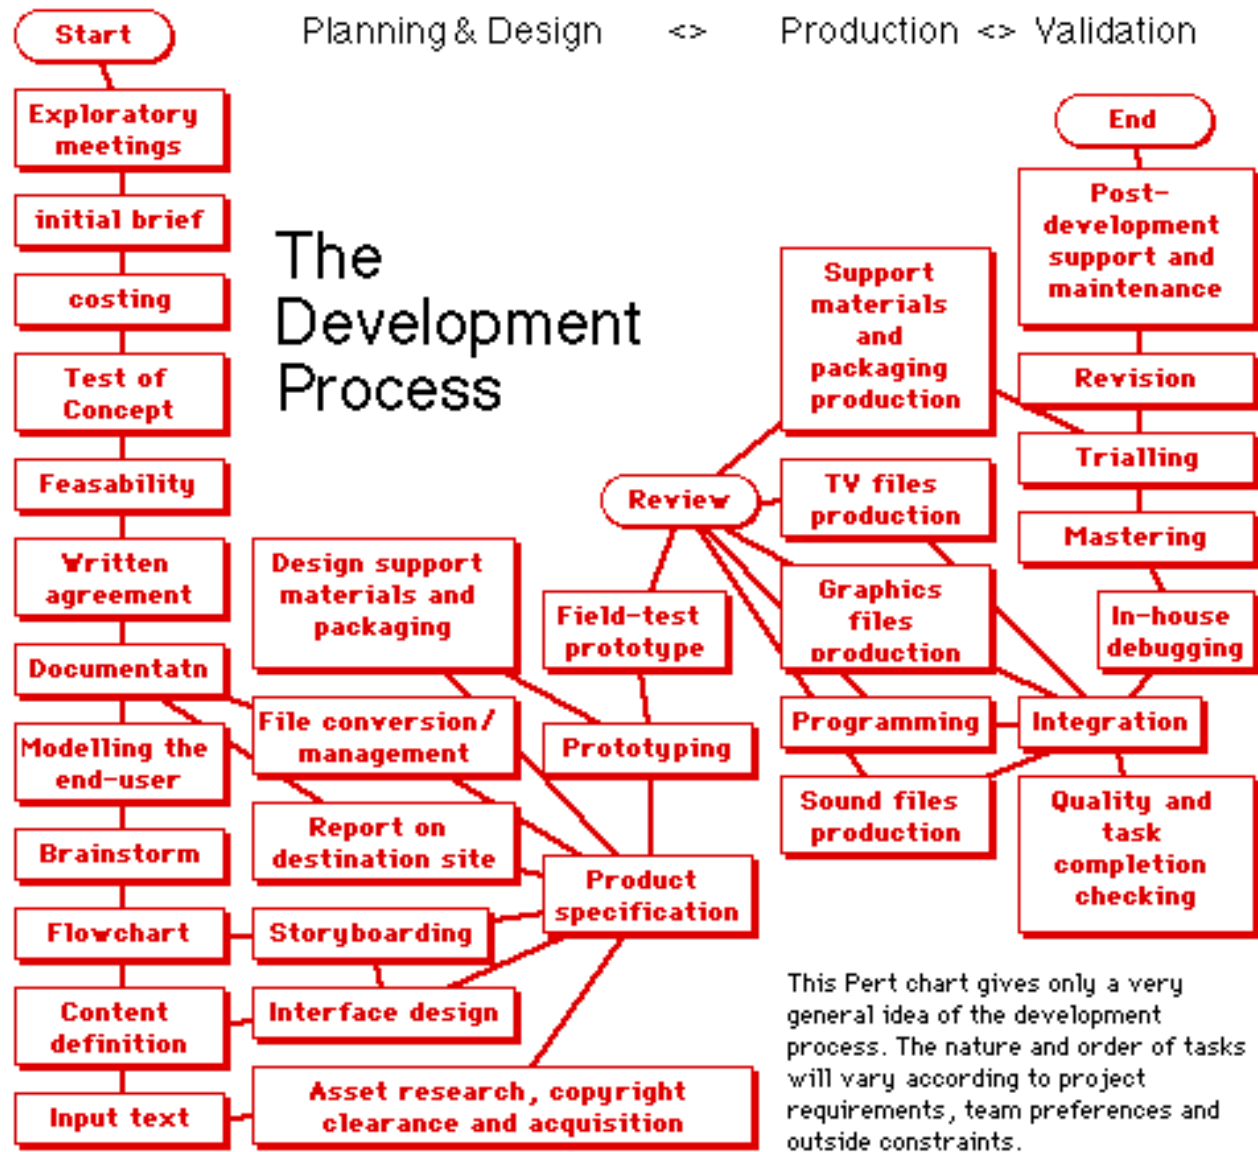 Start
Planning & Design <> Production <> Validation
Exploratory
meetings
initial brief
costing
Test of
Concept
Feasability
Written
agreement
Documentatn
Modelling the
end-user
Brainstorm
Flowchart
Content
definition
Input text
The
Development
Process
Design support
materials and
packaging
File conversion/
management
Report on
destination site
Storyboarding
Interface design
Asset research, copyright
clearance and acquisition
Review
Field-test
prototype
Prototyping
Product
specification
Support
materials
and
packaging
production
TV files
production
Graphics
files
production
Programming
Sound files
production
End
Post-
development
support and
maintenance
Revision
Trialling
Mastering
In-house
debugging
Integration
Quality and
task
completion
checking
This Pert chart gives only a very
general idea of the development
process. The nature and order of tasks
will vary according to project
requirements, team preferences and
outside constraints.